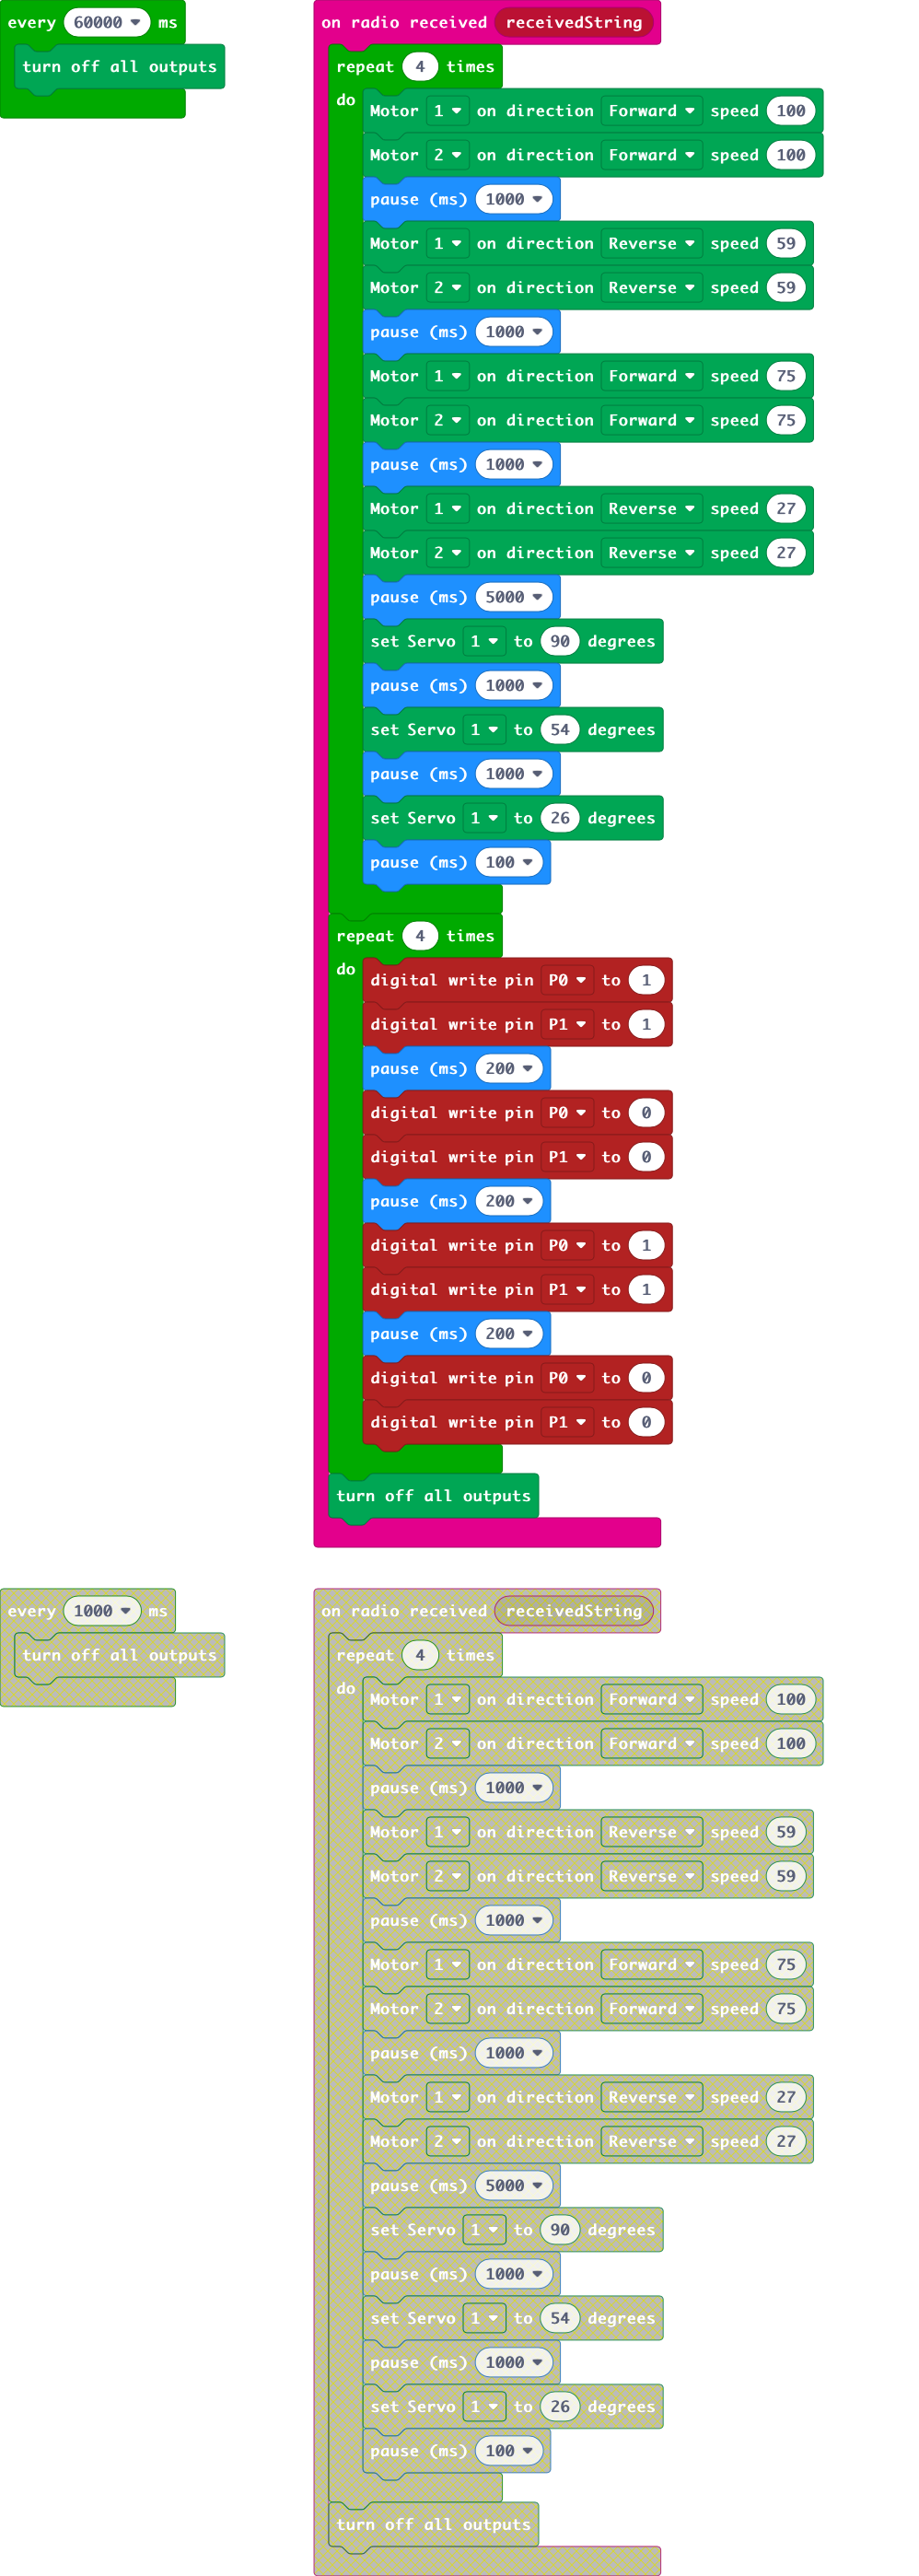 every 60000 ms
turn off all outputs
on radio received receivedString
repeat 4 times
do
Motor 1 on direction Forward speed 100
Motor 2 on direction Forward speed 100
pause (ms) 1000
Motor 1 on direction Reverse speed 59
Motor 2 on direction Reverse speed 59
pause (ms) 1000
Motor 1 on direction Forward speed 75
Motor 2 on direction Forward speed 75
pause (ms) 1000
Motor 1 on direction Reverse speed 27
Motor 2 on direction Reverse speed 27
pause (ms) 5000
set Servo 1 to 90 degrees
pause (ms) 1000
set Servo 1 to 54 degrees
pause (ms) 1000
set Servo 1 to 26 degrees
pause (ms) 100
repeat 4 times
do
digital write pin P0 to 1
digital write pin P1 to 1
pause (ms) 200
digital write pin P0 to 0
digital write pin P1 to 0
pause (ms) 200
digital write pin P0 to 1
digital write pin P1 to 1
pause (ms) 200
digital write pin P0 to 0
digital write pin P1 to 0
turn off all outputs
every 1000 ms
turn off all outputs
on radio received receivedString
repeat 4 times
do
Motor 1 on direction Forward speed 100
Motor 2 on direction Forward speed 100
pause (ms) 1000
Motor 1 on direction Reverse speed 59
Motor 2 on direction Reverse speed 59
pause (ms) 1000
Motor 1 on direction Forward speed 75
Motor 2 on direction Forward speed 75
pause (ms) 1000
Motor 1 on direction Reverse speed 27
Motor 2 on direction Reverse speed 27
pause (ms) 5000
set Servo 1 to 90 degrees
pause (ms) 1000
set Servo 1 to 54 degrees
pause (ms) 1000
set Servo 1 to 26 degrees
pause (ms) 100
turn off all outputs